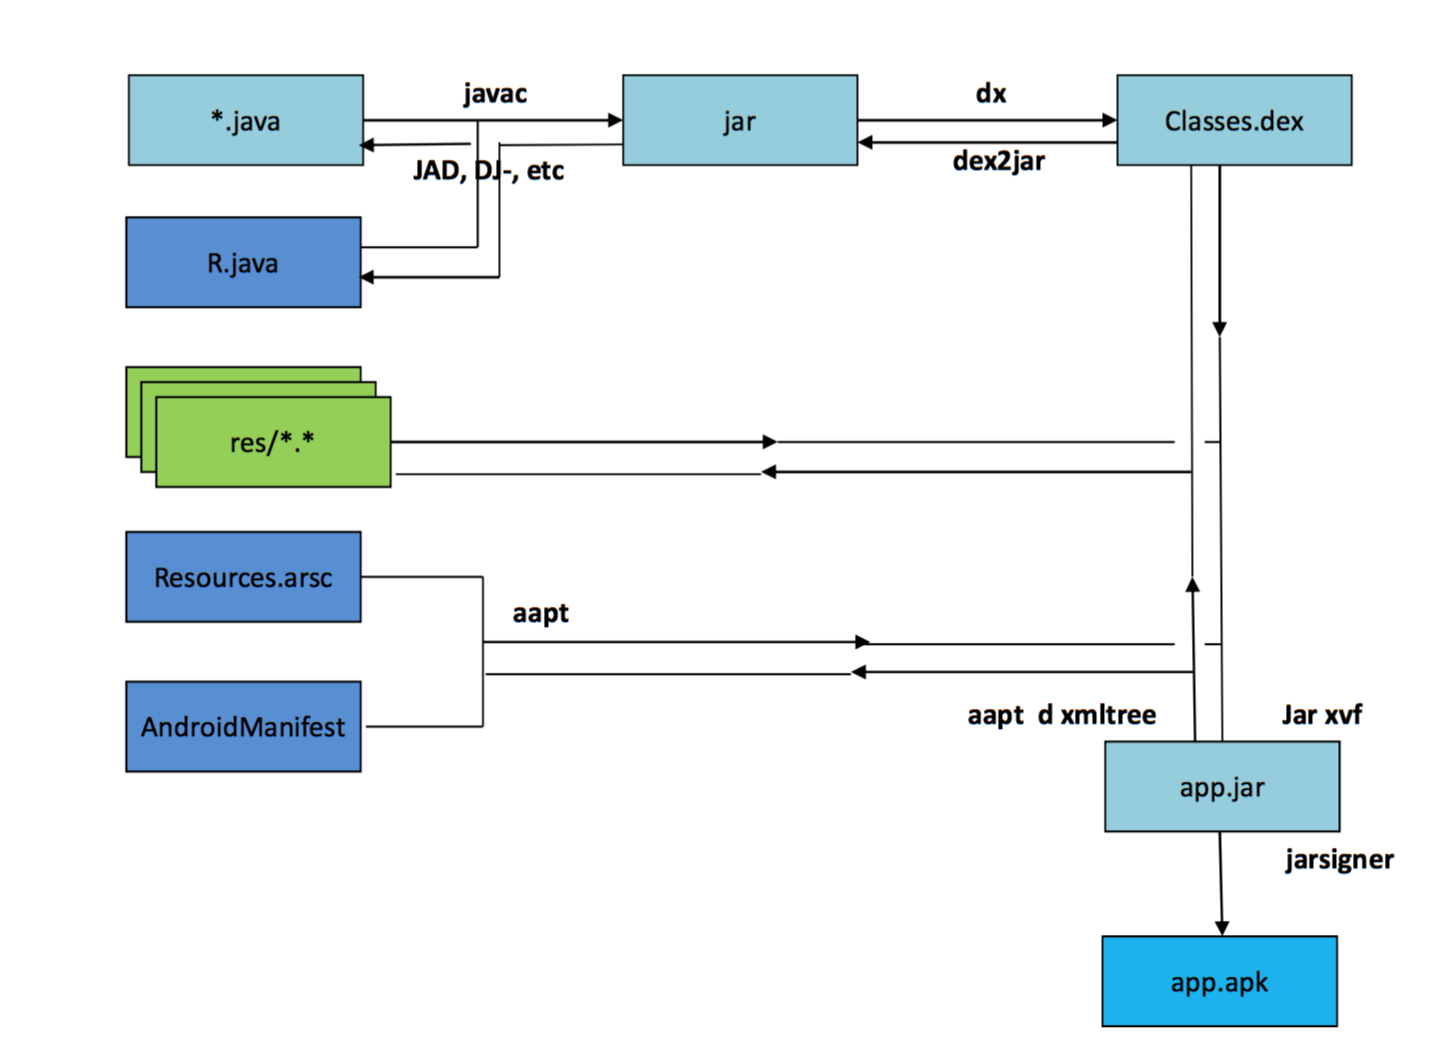 javac
dx
*.java
jar
Classes.dex
JAD, DJ-, etc
dex2jar
R.java
res/*.*
Resources.arsc
aapt
aapt d xmltree
Jar xvf
AndroidManifest
app.jar
jarsigner
app.apk